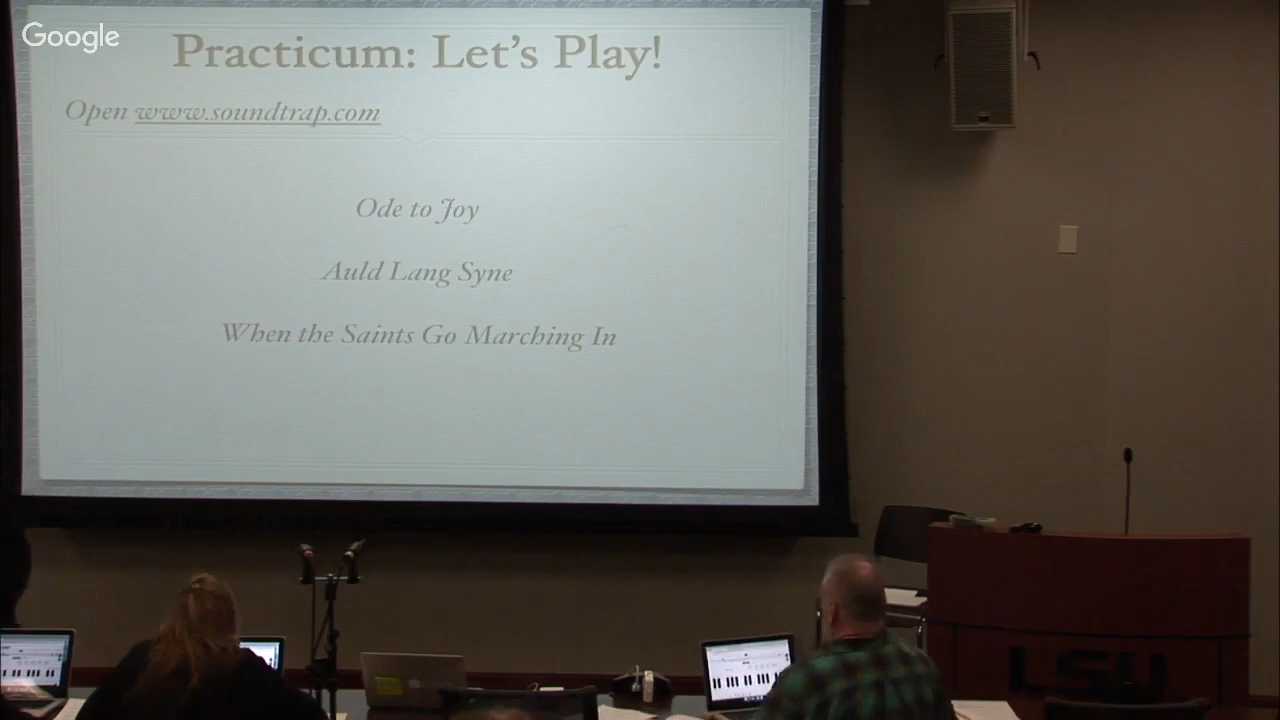 Google
Practicum: Let's Play!
Open www.soundtrap.com
Ode to Joy
Auld Lang Syne
When the Saints Go Marching In
LSU